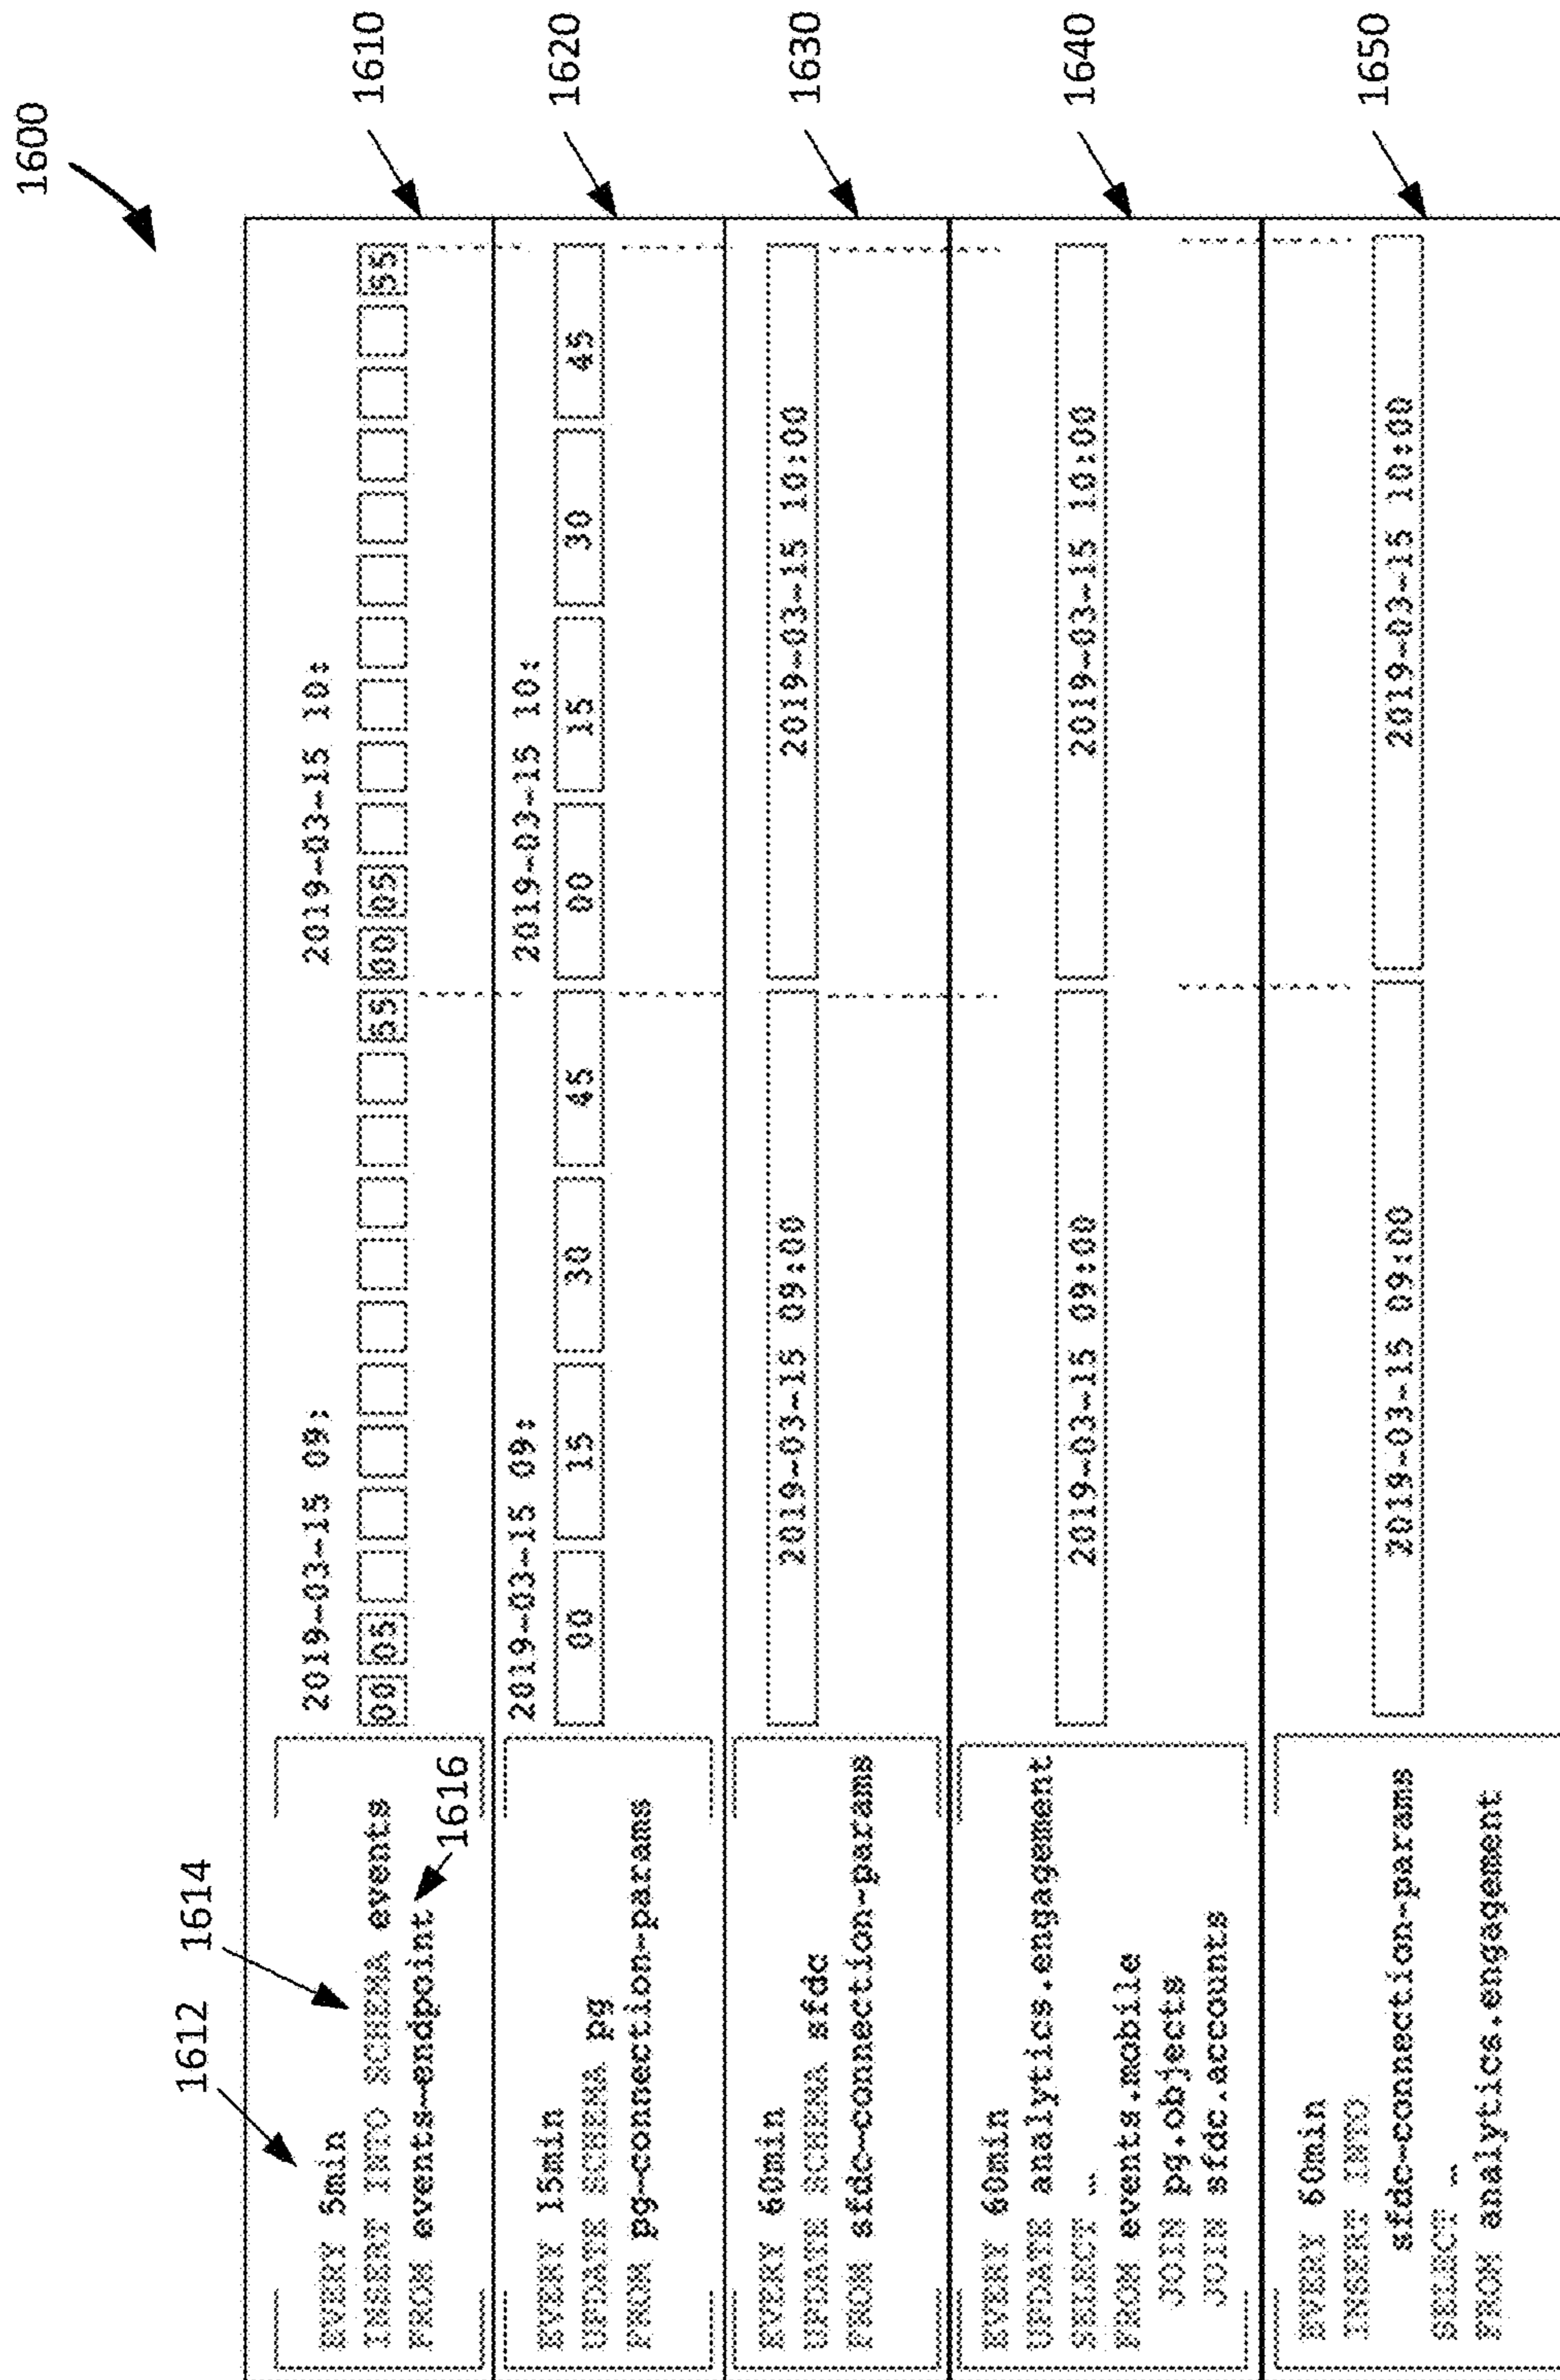 1600
1612 1614
EVERY 5min
INSERT INTO SCHEMA events
FROM events-endpoint
1616
2019-03-15 09:
2019-03-15 10:
00 05 55 00 05 55
1610
EVERY 15min
UPDATE SCHEMA pg
FROM pg-connection-params
2019-03-15 09:
2019-03-15 10:
00 15 30 45 00 15 30 45
1620
EVERY 60min
UPDATE SCHEMA sfdc
FROM sfdc-connection-params
2019-03-15 09:00
2019-03-15 10:00
1630
EVERY 60min
UPDATE analytics.engagement
SELECT …
FROM events.mobile
JOIN pg.objects
JOIN sfdc.accounts
2019-03-15 09:00
2019-03-15 10:00
1640
EVERY 60min
INSERT INTO
sfdc-connection-params
SELECT …
FROM analytics.engagement
2019-03-15 09:00
2019-03-15 10:00
1650